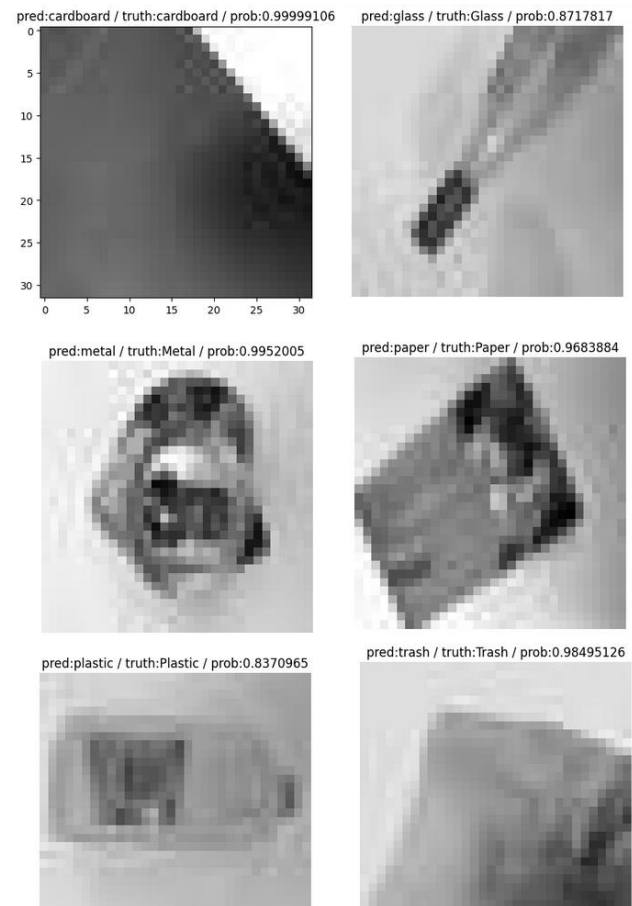 pred:cardboard / truth:cardboard / prob:0.99999106
pred:glass / truth:Glass / prob:0.8717817
0
5
10
15
20
25
30
0 5 10 15 20 25 30
pred:metal / truth:Metal / prob:0.9952005
pred:paper / truth:Paper / prob:0.9683884
pred:plastic / truth:Plastic / prob:0.8370965
pred:trash / truth:Trash / prob:0.98495126